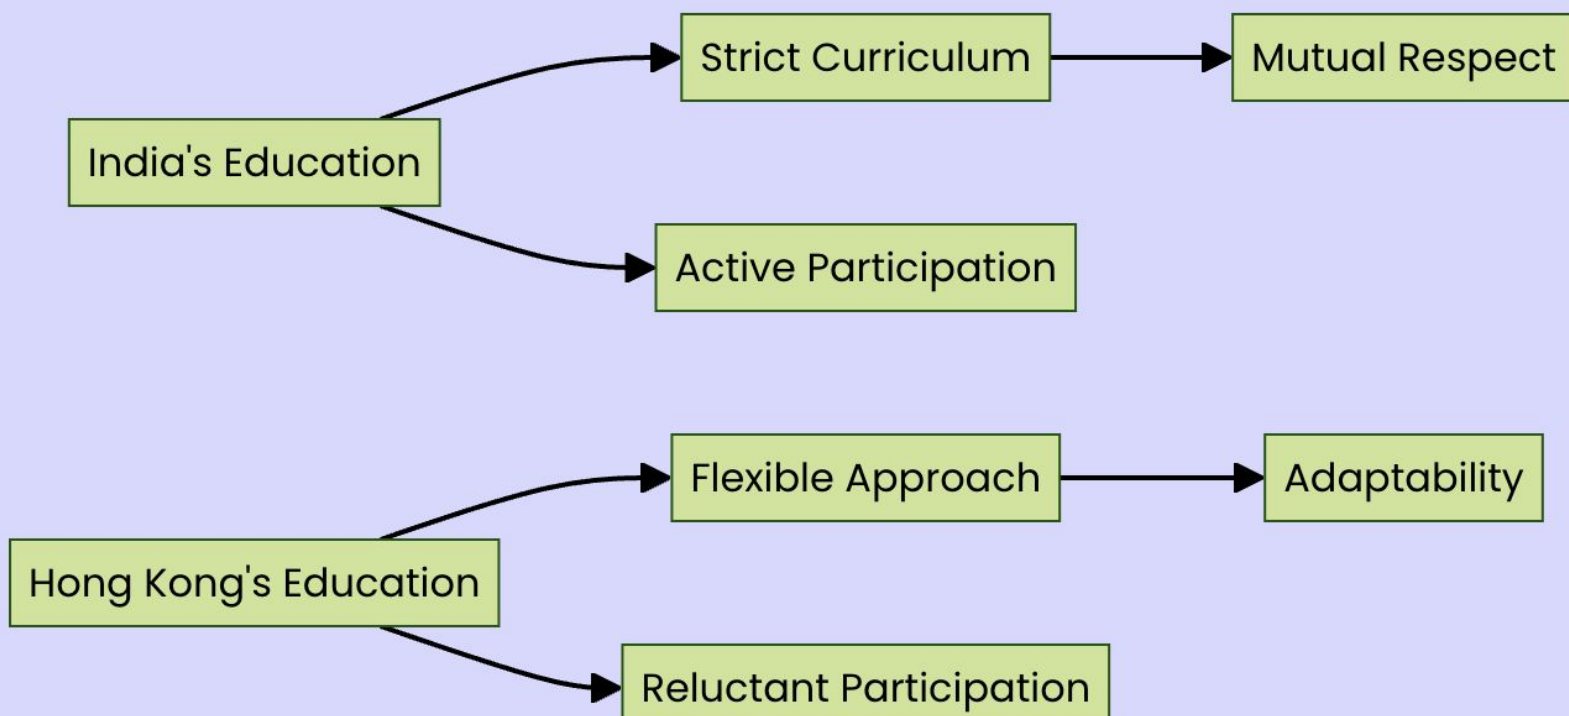 Strict Curriculum
Mutual Respect
India's Education
Active Participation
Flexible Approach
Adaptability
Hong Kong's Education
Reluctant Participation